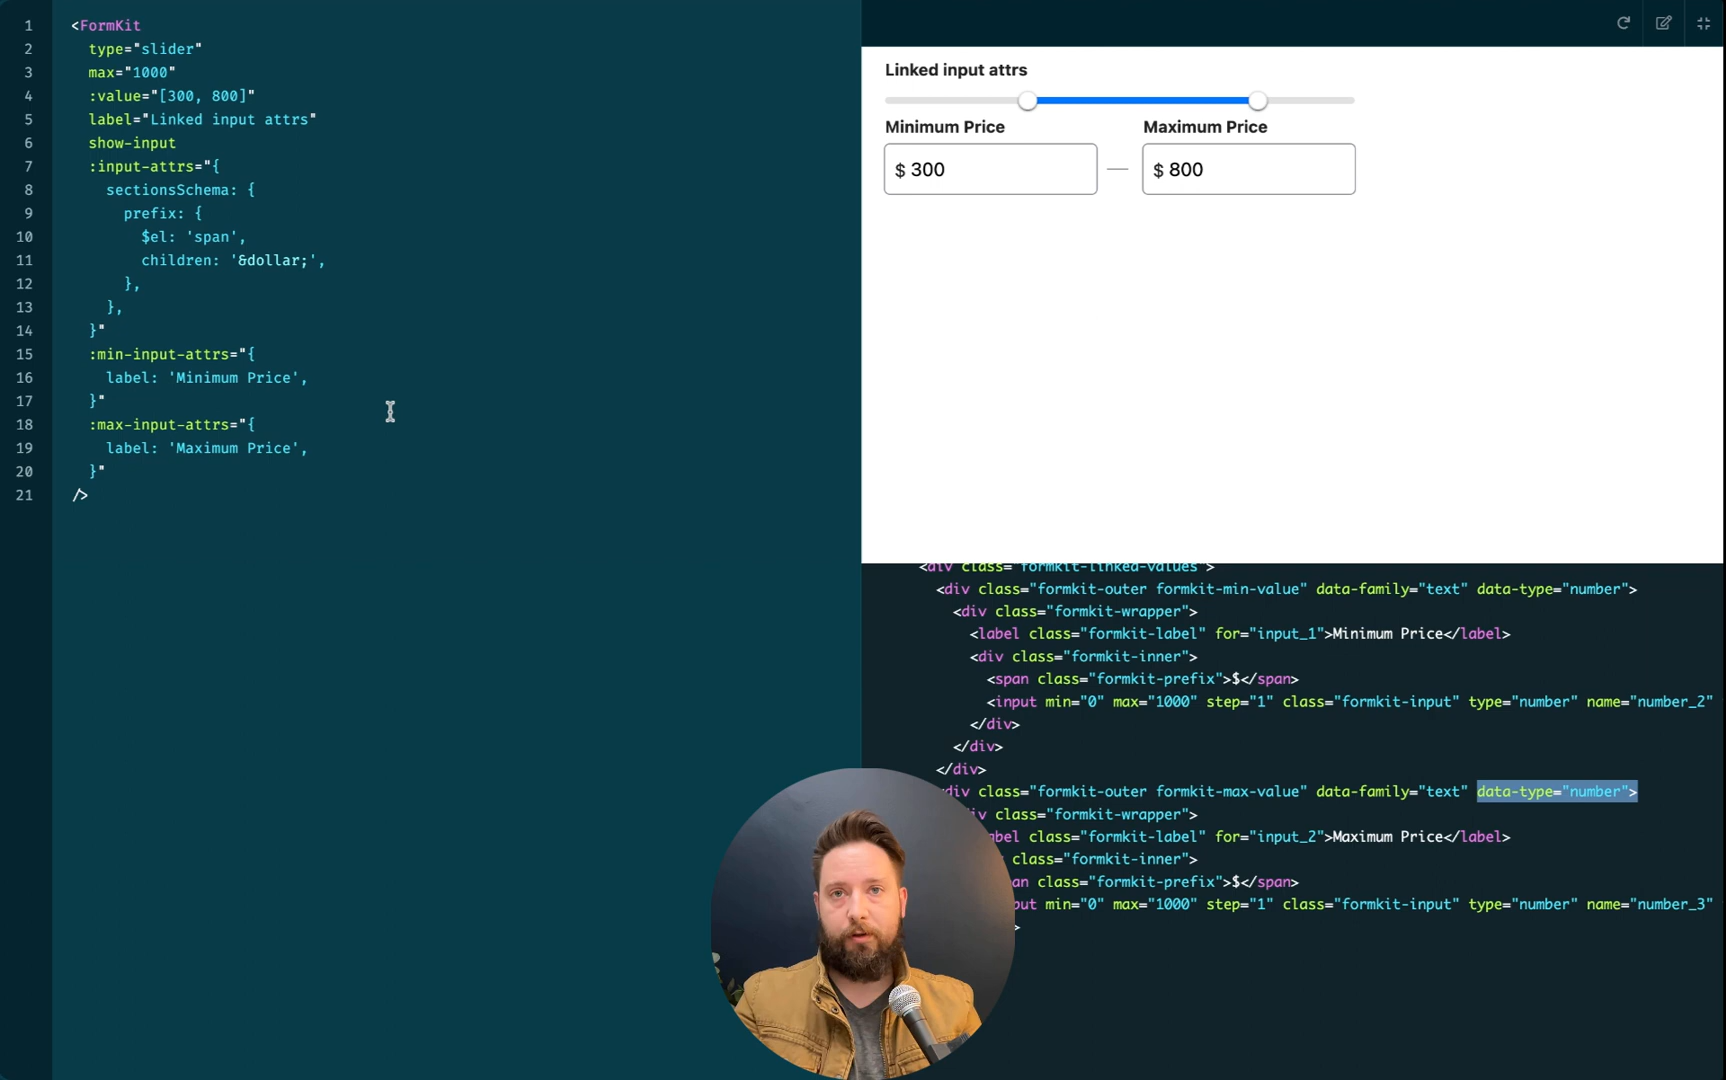 1 <FormKit
2 type="slider"
3 max="1000"
4 :value="[300, 800]"
5 label="Linked input attrs"
6 show-input
7 :input-attrs="{
8 sectionsSchema: {
9 prefix: {
10 $el: 'span',
11 children: '&dollar;',
12 },
13 },
14 }"
15 :min-input-attrs="{
16 label: 'Minimum Price',
17 }"
18 :max-input-attrs="{
19 label: 'Maximum Price',
20 }"
21 />
Linked input attrs
Minimum Price Maximum Price
$ 300 — $ 800
<div class="formkit-linked-values">
<div class="formkit-outer formkit-min-value" data-family="text" data-type="number">
<div class="formkit-wrapper">
<label class="formkit-label" for="input_1">Minimum Price</label>
<div class="formkit-inner">
<span class="formkit-prefix">$</span>
<input min="0" max="1000" step="1" class="formkit-input" type="number" name="number_2"
</div>
</div>
</div>
div class="formkit-outer formkit-max-value" data-family="text" data-type="number">
class="formkit-wrapper">
class="formkit-label" for="input_2">Maximum Price</label>
class="formkit-inner">
class="formkit-prefix">$</span>
min="0" max="1000" step="1" class="formkit-input" type="number" name="number_3"
>